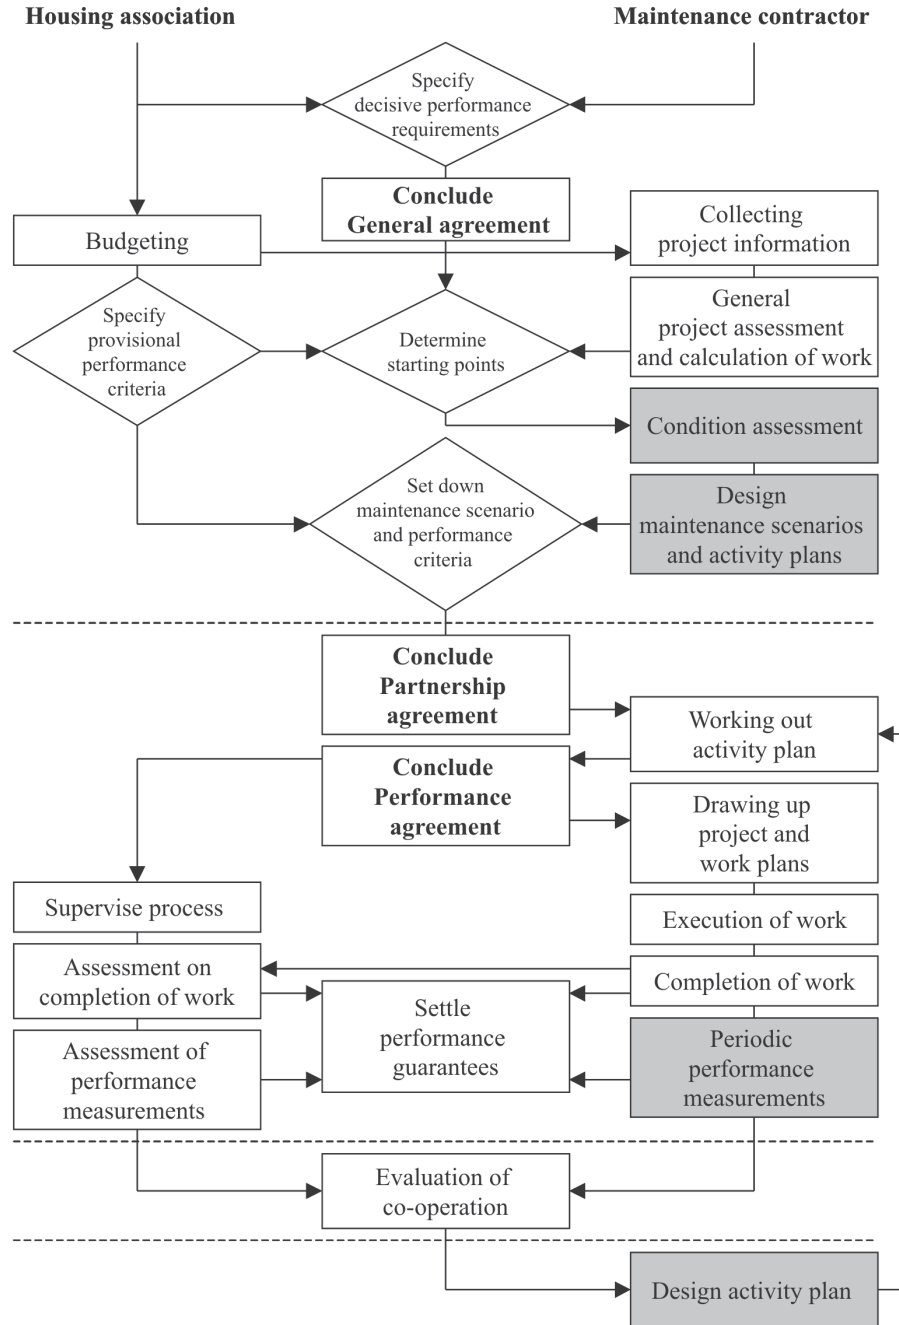 Housing association
Maintenance contractor
Specify
decisive performance
requirements
Conclude
General agreement
Budgeting
Collecting
project information
Specify
provisional
performance
criteria
Determine
starting points
General
project assessment
and calculation of work
Condition assessment
Set down
maintenance scenario
and performance
criteria
Design
maintenance scenarios
and activity plans
Conclude
Partnership
agreement
Working out
activity plan
Conclude
Performance
agreement
Drawing up
project and
work plans
Supervise process
Execution of work
Assessment on
completion of work
Completion of work
Settle
performance
guarantees
Assessment of
performance
measurements
Periodic
performance
measurements
Evaluation of
co-operation
Design activity plan